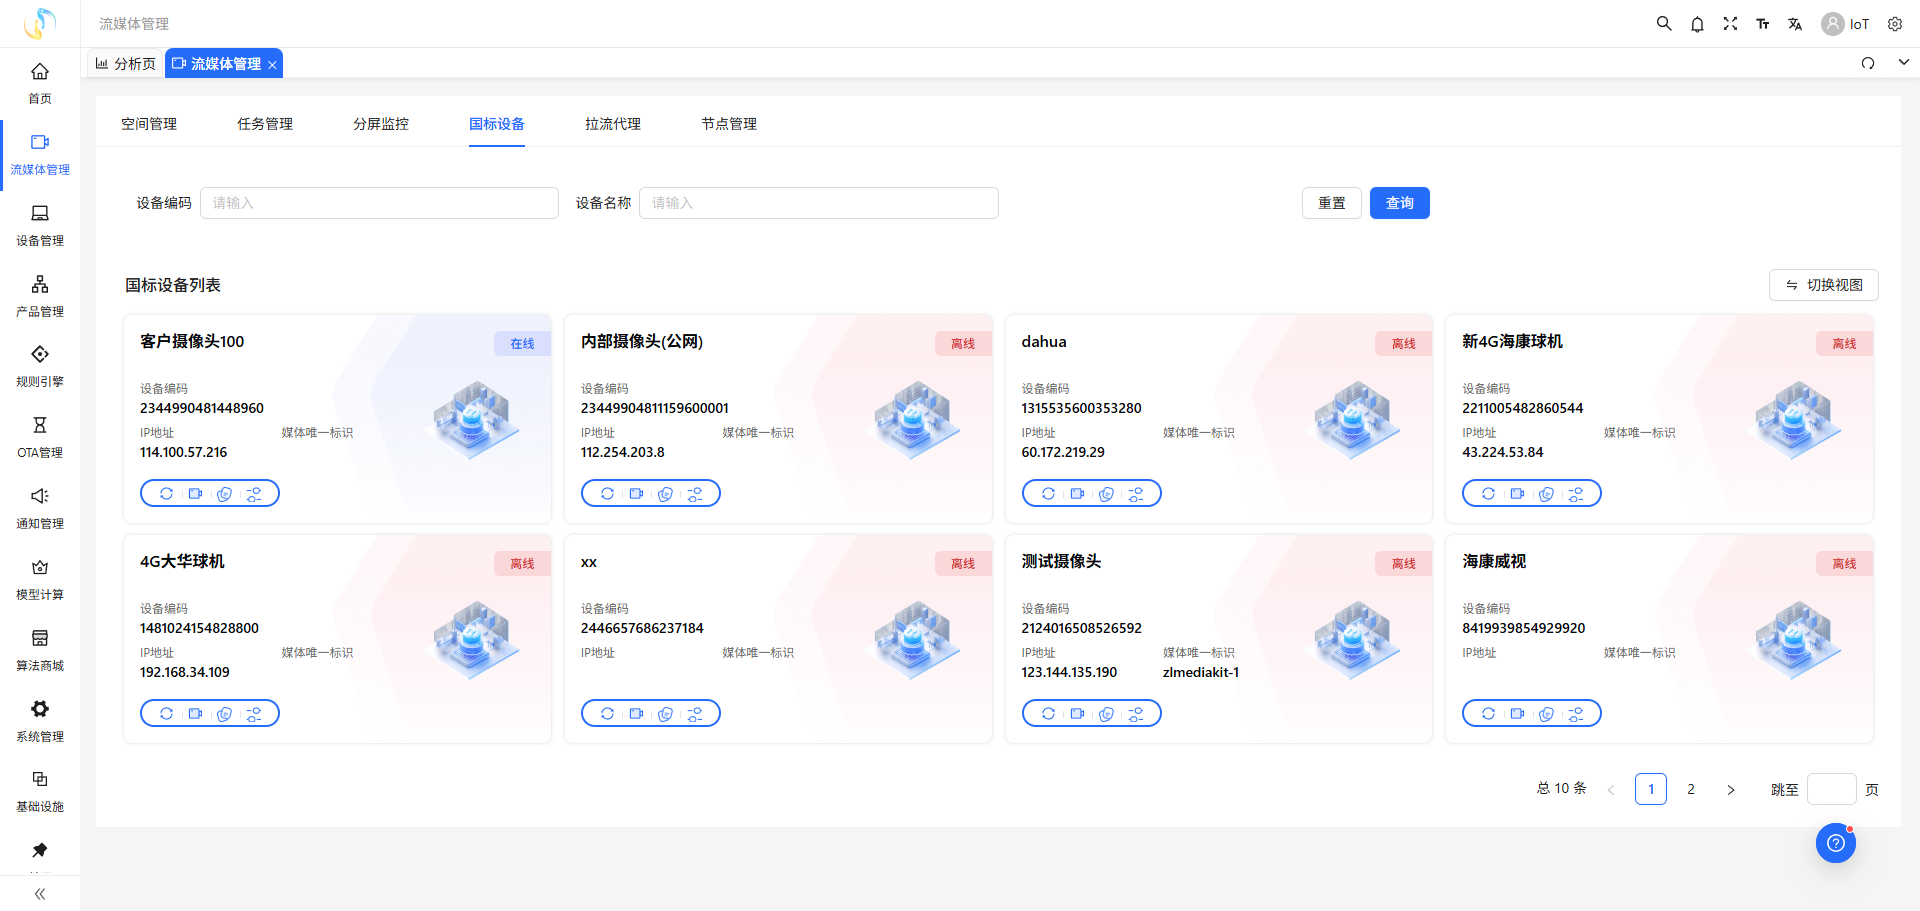 流媒体管理
IoT
分析页
流媒体管理
首页
流媒体管理
设备管理
产品管理
规则引擎
OTA管理
通知管理
模型计算
算法商城
系统管理
基础设施
空间管理 任务管理 分屏监控 国标设备 拉流代理 节点管理
设备编码 请输入 设备名称 请输入 重置 查询
国标设备列表 切换视图
客户摄像头100 在线
设备编码
2344990481448960
IP地址 媒体唯一标识
114.100.57.216
内部摄像头(公网) 离线
设备编码
23449904811159600001
IP地址 媒体唯一标识
112.254.203.8
dahua 离线
设备编码
1315535600353280
IP地址 媒体唯一标识
60.172.219.29
新4G海康球机 离线
设备编码
2211005482860544
IP地址 媒体唯一标识
43.224.53.84
4G大华球机 离线
设备编码
1481024154828800
IP地址 媒体唯一标识
192.168.34.109
xx 离线
设备编码
2446657686237184
IP地址 媒体唯一标识
测试摄像头 离线
设备编码
2124016508526592
IP地址 媒体唯一标识
123.144.135.190 zlmediakit-1
海康威视 离线
设备编码
8419939854929920
IP地址 媒体唯一标识
总 10 条 1 2 跳至 页